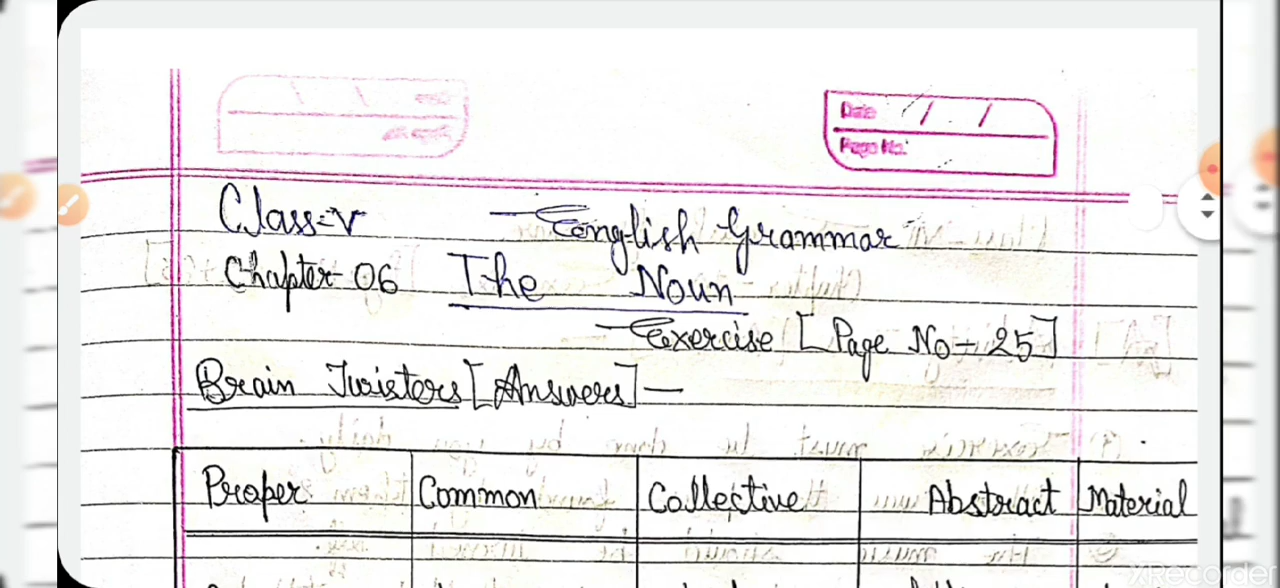 Date / /
Page No.
Class-V English Grammar
Chapter-06 The Noun
Exercise [Page No-25]
Brain Twisters [Answers]-
Proper Common Collective Abstract Material
XRecorder